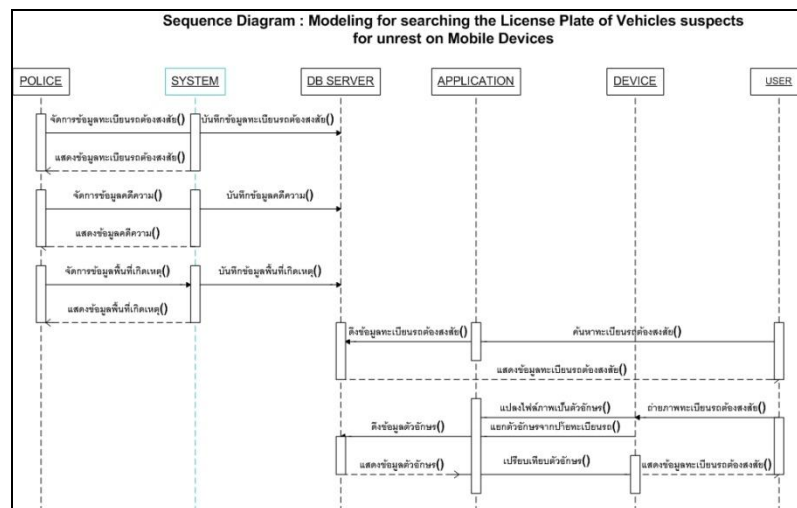 Sequence Diagram : Modeling for searching the License Plate of Vehicles suspects
for unrest on Mobile Devices
POLICE
SYSTEM
DB SERVER
APPLICATION
DEVICE
USER
จัดการข้อมูลทะเบียนรถต้องสงสัย()
บันทึกข้อมูลทะเบียนรถต้องสงสัย()
แสดงข้อมูลทะเบียนรถต้องสงสัย()
จัดการข้อมูลคดีความ()
บันทึกข้อมูลคดีความ()
แสดงข้อมูลคดีความ()
จัดการข้อมูลพื้นที่เกิดเหตุ()
บันทึกข้อมูลพื้นที่เกิดเหตุ()
แสดงข้อมูลพื้นที่เกิดเหตุ()
ดึงข้อมูลทะเบียนรถต้องสงสัย()
ค้นหาทะเบียนรถต้องสงสัย()
แสดงข้อมูลทะเบียนรถต้องสงสัย()
แปลงไฟล์ภาพเป็นตัวอักษร()
ถ่ายภาพทะเบียนรถต้องสงสัย()
ดึงข้อมูลตัวอักษร()
แยกตัวอักษรจากป้ายทะเบียนรถ()
แสดงข้อมูลตัวอักษร()
เปรียบเทียบตัวอักษร()
แสดงข้อมูลทะเบียนรถต้องสงสัย()